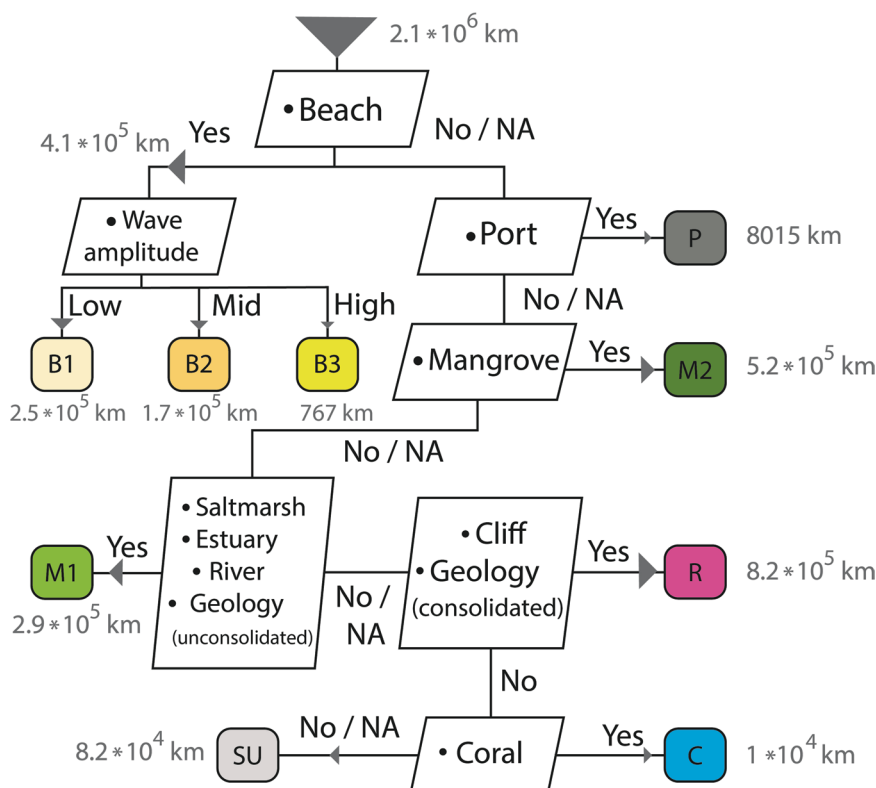 2.1 * 10^6 km
• Beach
Yes
No / NA
4.1 * 10^5 km
• Wave
amplitude
• Port
Yes
P
8015 km
Low
Mid
High
No / NA
B1
B2
B3
2.5 * 10^5 km
1.7 * 10^5 km
767 km
• Mangrove
Yes
M2
5.2 * 10^5 km
No / NA
• Saltmarsh
• Estuary
• River
• Geology
(unconsolidated)
Yes
M1
2.9 * 10^5 km
No /
NA
• Cliff
• Geology
(consolidated)
Yes
R
8.2 * 10^5 km
No
• Coral
No / NA
SU
8.2 * 10^4 km
Yes
C
1 * 10^4 km